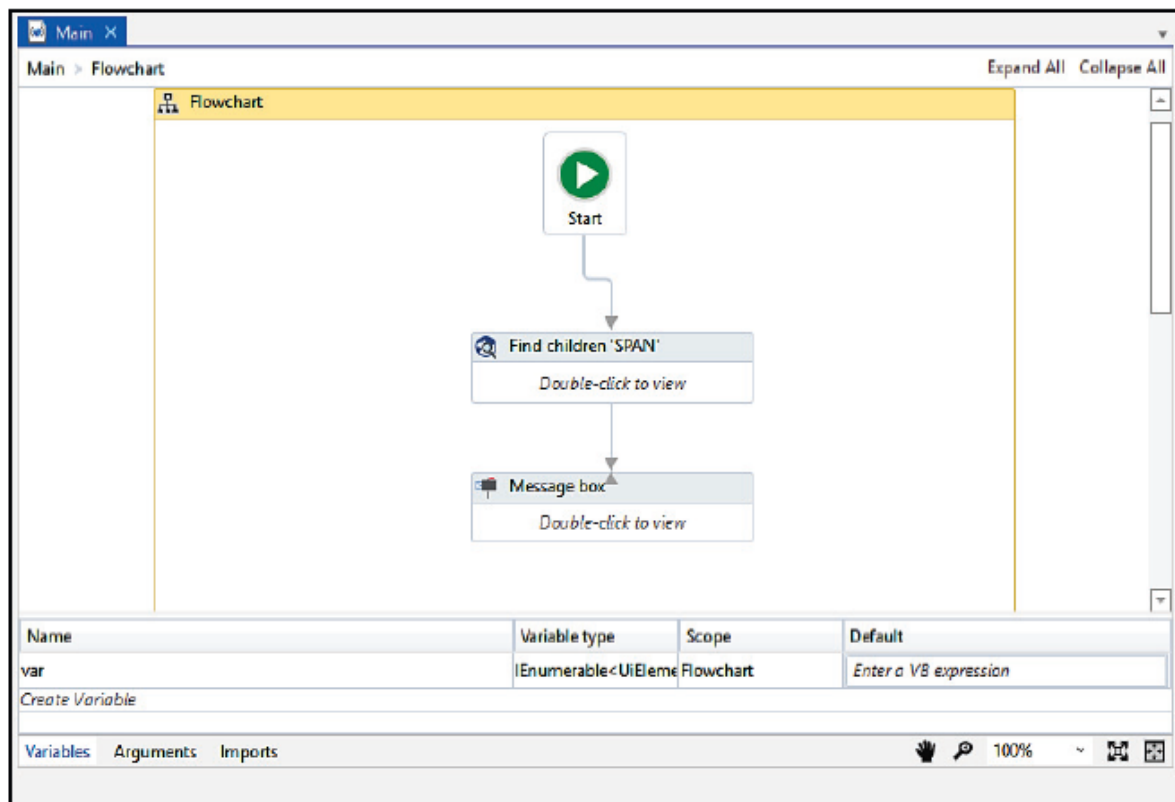 Main
Main > Flowchart Expand All Collapse All
Flowchart
Start
Find children 'SPAN'
Double-click to view
Message box
Double-click to view
Name Variable type Scope Default
var IEnumerable<UiEleme Flowchart Enter a VB expression
Create Variable
Variables Arguments Imports 100%